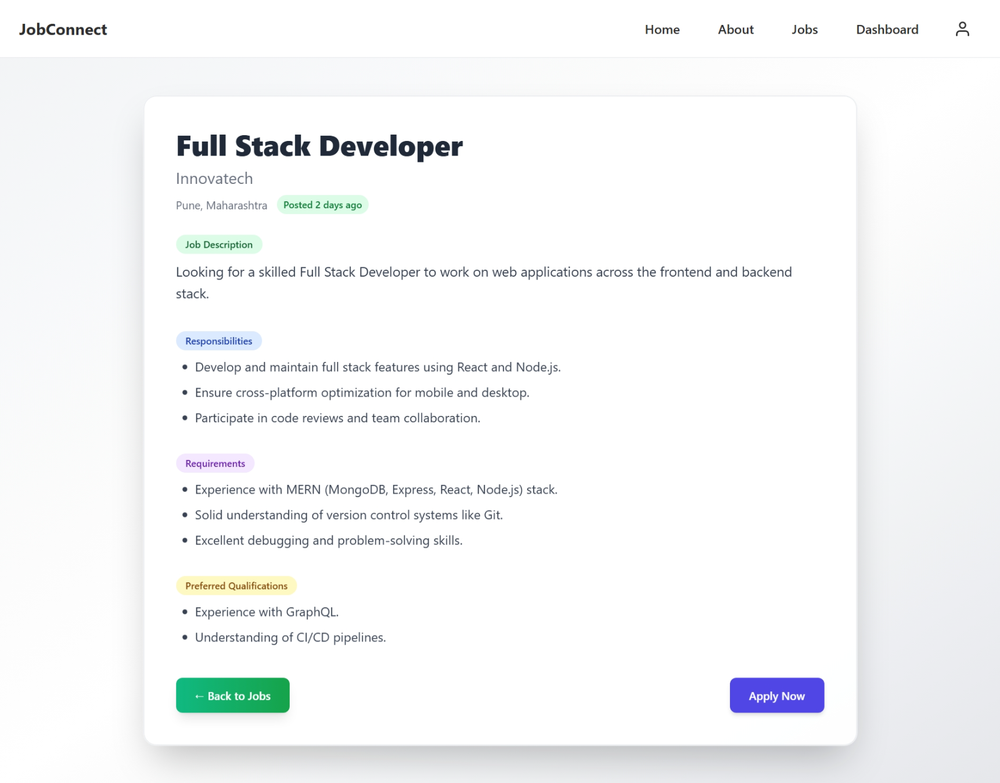 JobConnect
Home
About
Jobs
Dashboard
Full Stack Developer
Innovatech
Pune, Maharashtra
Posted 2 days ago
Job Description
Looking for a skilled Full Stack Developer to work on web applications across the frontend and backend
stack.
Responsibilities
• Develop and maintain full stack features using React and Node.js.
• Ensure cross-platform optimization for mobile and desktop.
• Participate in code reviews and team collaboration.
Requirements
• Experience with MERN (MongoDB, Express, React, Node.js) stack.
• Solid understanding of version control systems like Git.
• Excellent debugging and problem-solving skills.
Preferred Qualifications
• Experience with GraphQL.
• Understanding of CI/CD pipelines.
← Back to Jobs
Apply Now